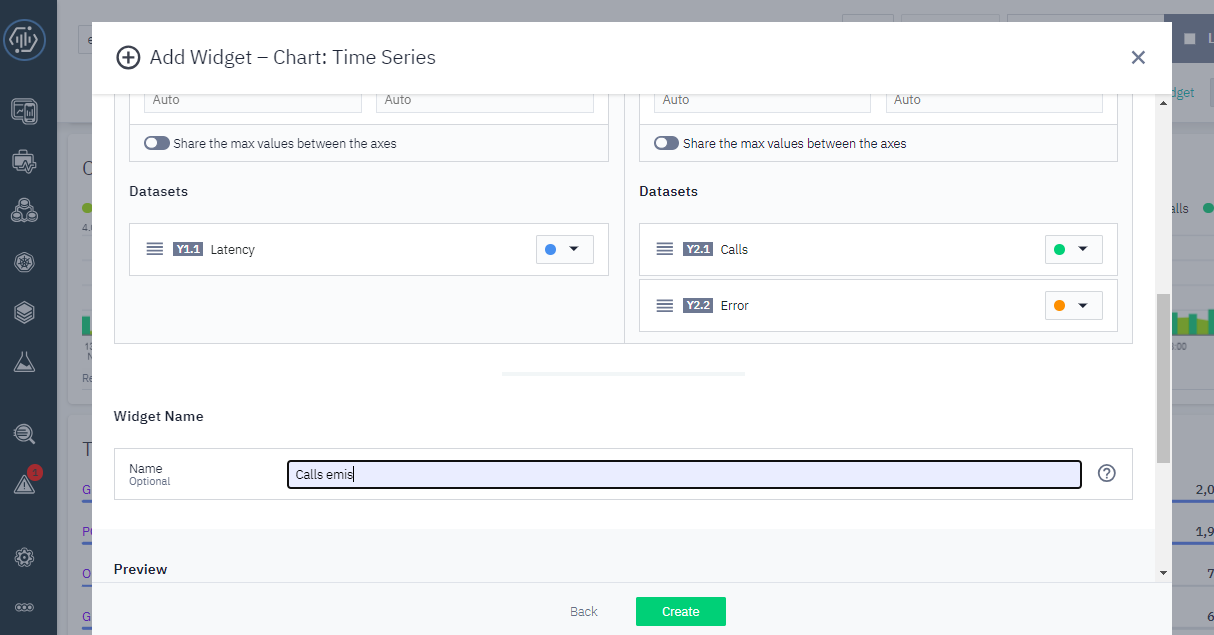 Add Widget – Chart: Time Series
Auto
Auto
Auto
Auto
Share the max values between the axes
Share the max values between the axes
Datasets
Datasets
Y1.1 Latency
Y2.1 Calls
Y2.2 Error
Widget Name
Name
Optional
Calls emis
Preview
Back
Create
1